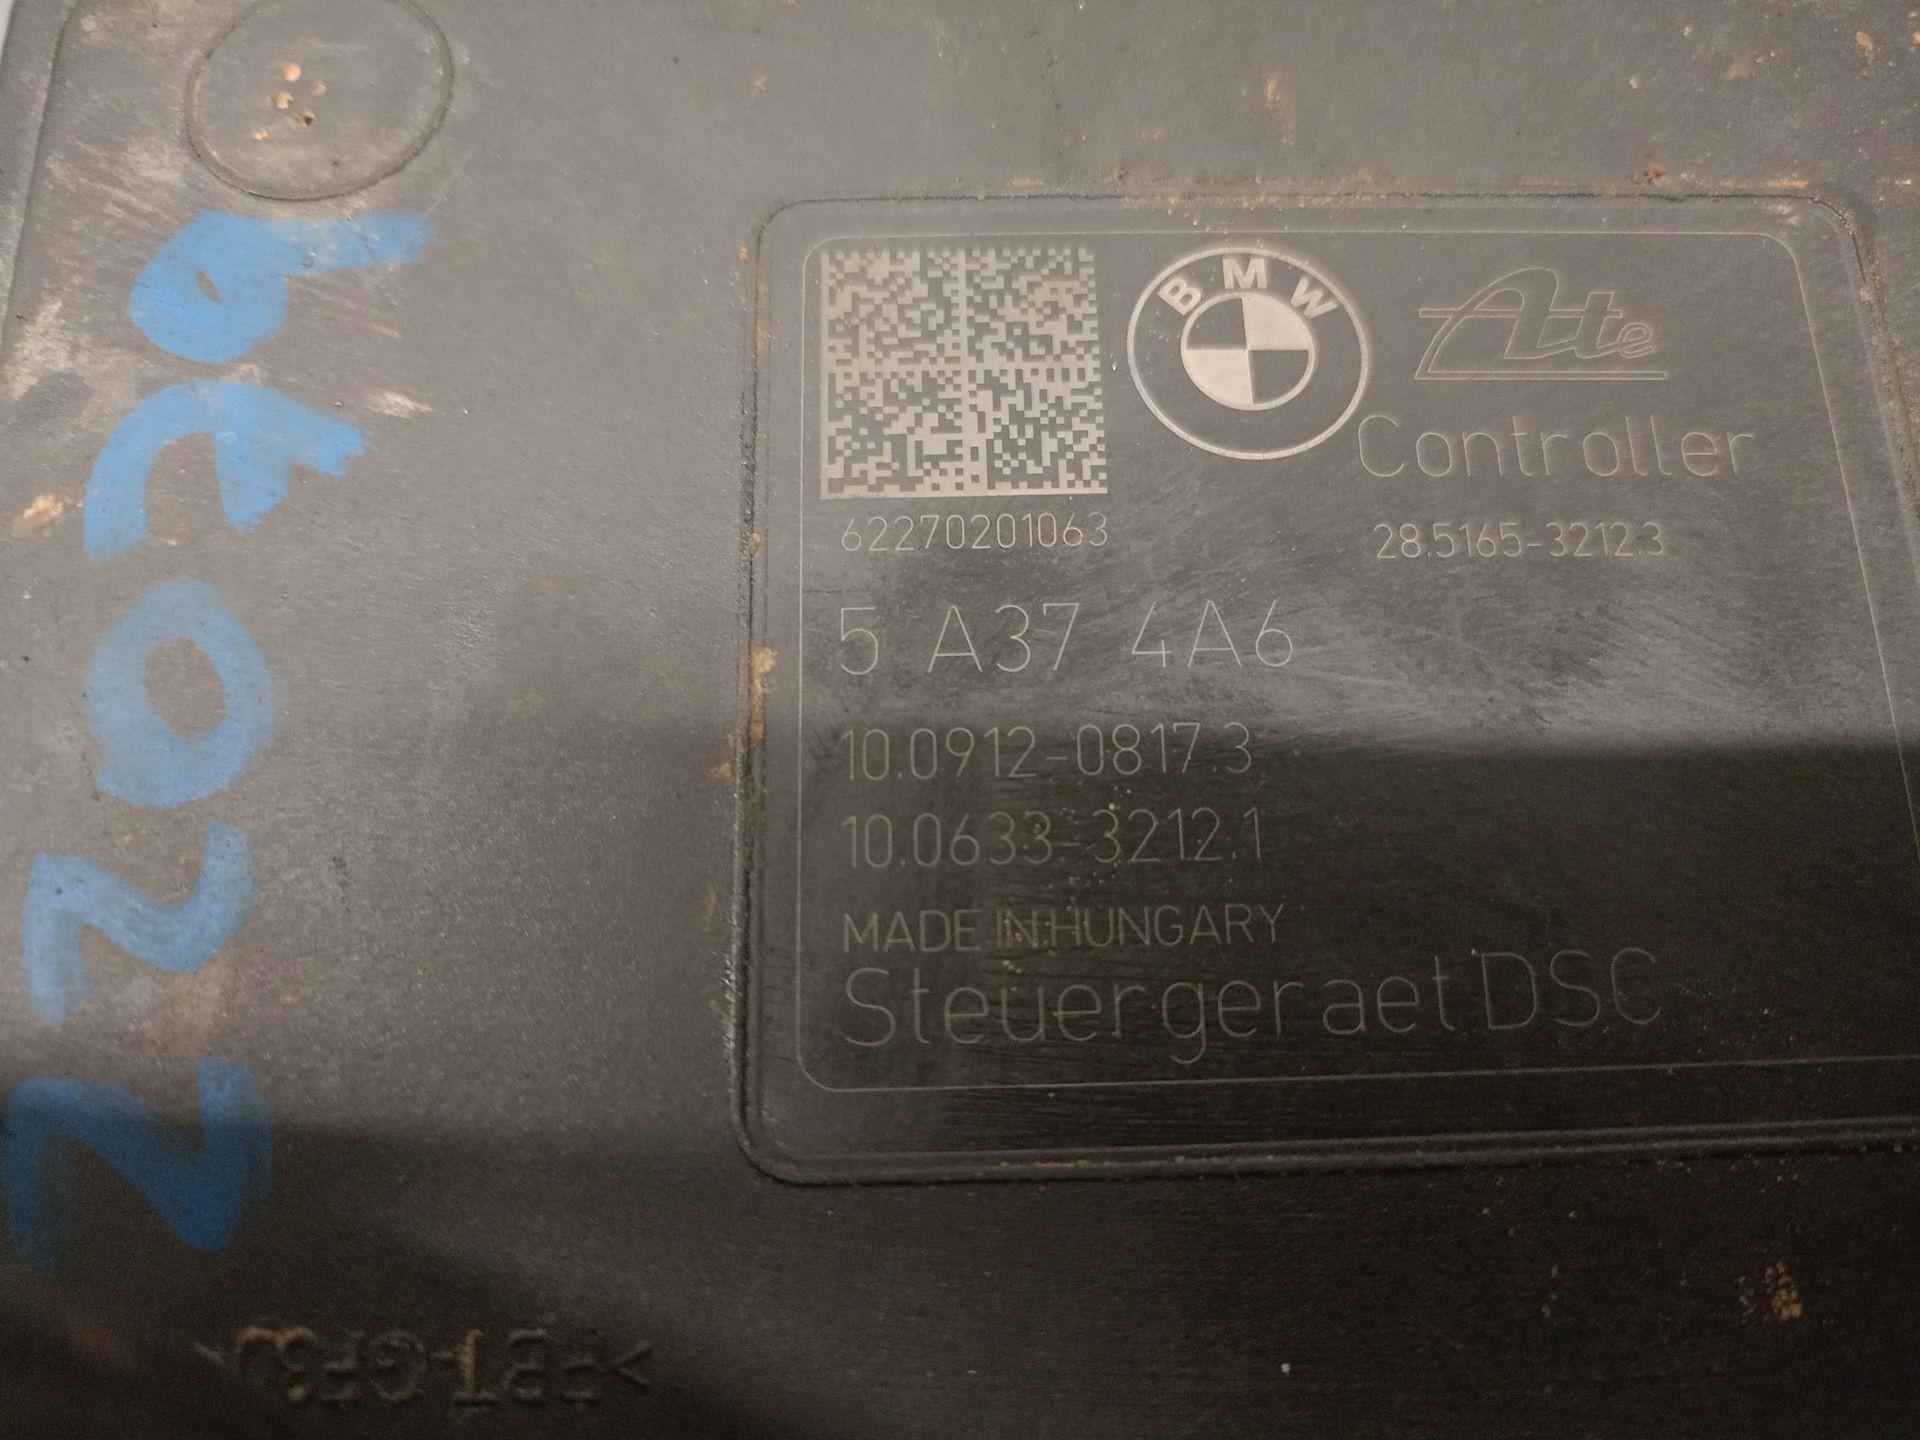 BMW
Ate
Controller
62270201063
28.5165-3212.3
5 A37 4A6
10.0912-0817.3
10.0633-3212.1
MADE IN HUNGARY
Steuergeraet DSC